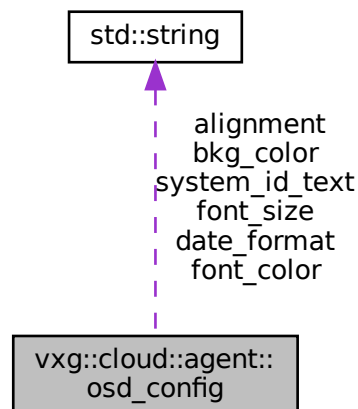 std::string
alignment
bkg_color
system_id_text
font_size
date_format
font_color
vxg::cloud::agent::
osd_config